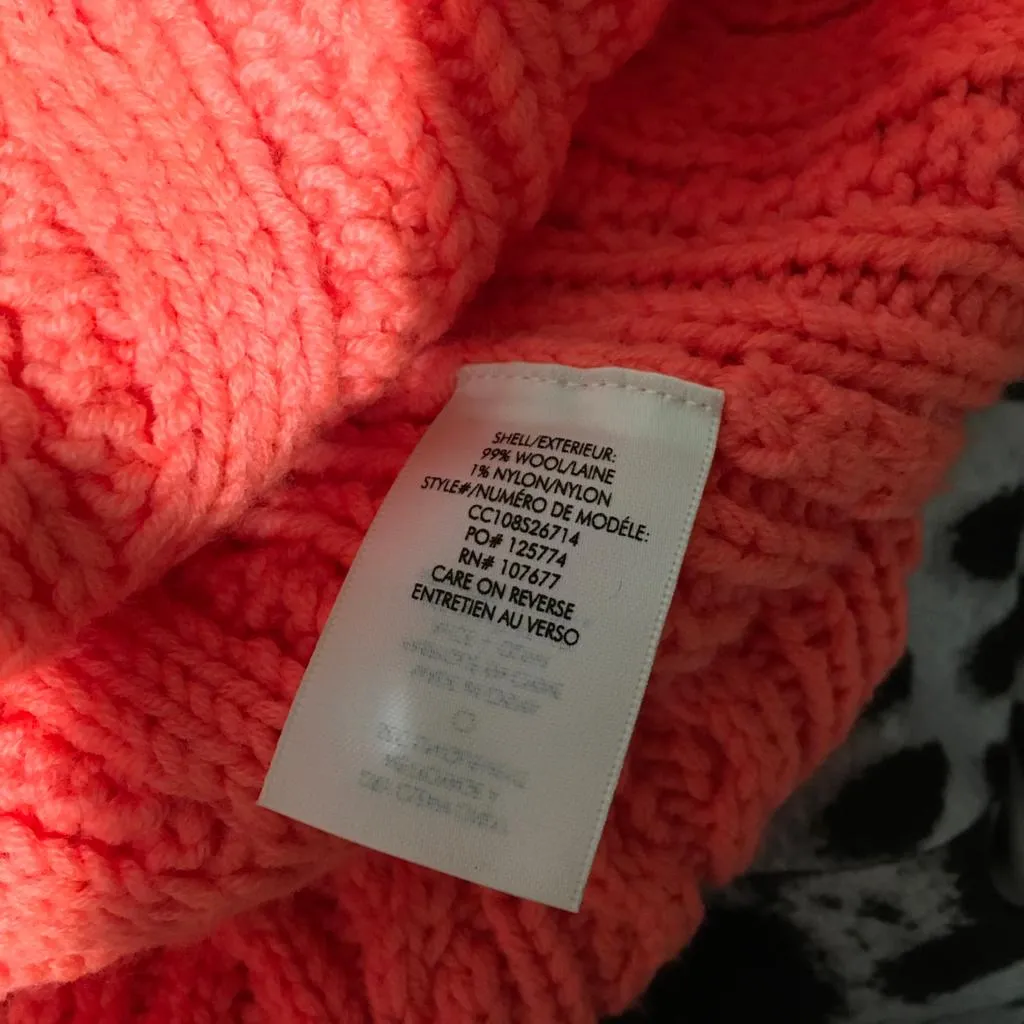 SHELL/EXTERIEUR:
99% WOOL/LAINE
1% NYLON/NYLON
STYLE#/NUMÉRO DE MODÉLE:
CC108S26714
PO# 125774
RN# 107677
CARE ON REVERSE
ENTRETIEN AU VERSO